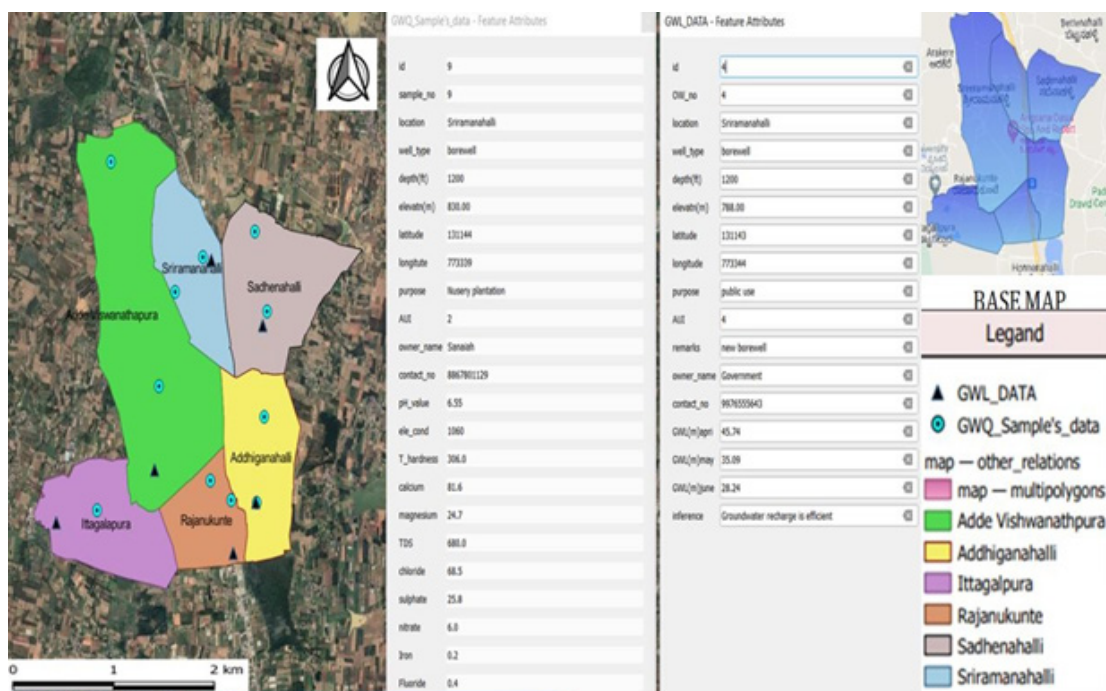 Adde Viswanathapura
Sriramanahalli
Sadhenahalli
Addhiganahalli
Rajanukunte
Ittagalapura
0 1 2 km
GWQ_Sample's_data - Feature Attributes
id 9
sample_no 9
location Sriramanahalli
well_type borewell
depth(ft) 1200
elevatn(m) 830.00
latitude 131144
longitute 773339
purpose Nusery plantation
AUI 2
owner_name Sanaiah
contact_no 8867801129
pH_value 6.55
ele_cond 1060
T_hardness 306.0
calcium 81.6
magnesium 24.7
TDS 680.0
chloride 68.5
sulphate 25.8
nitrate 6.0
Iron 0.2
Fluoride 0.4
GWL_DATA - Feature Attributes
id 4
OW_no 4
location Sriramanahalli
well_type borewell
depth(ft) 1200
elevatn(m) 788.00
latitude 131143
longitude 773344
purpose public use
AUI 4
remarks new borewell
owner_name Government
contact_no 9976555643
GWL(m)apri 45.74
GWL(m)may 35.09
GWL(m)june 28.24
inference Groundwater recharge is efficient
Arakere
Sadenahalli
Rajanukunte
BASE MAP
Legand
GWL_DATA
GWQ_Sample's_data
map — other_relations
map — multipolygons
Adde Vishwanathpura
Addhiganahalli
Ittagalpura
Rajanukunte
Sadhenahalli
Sriramanahalli